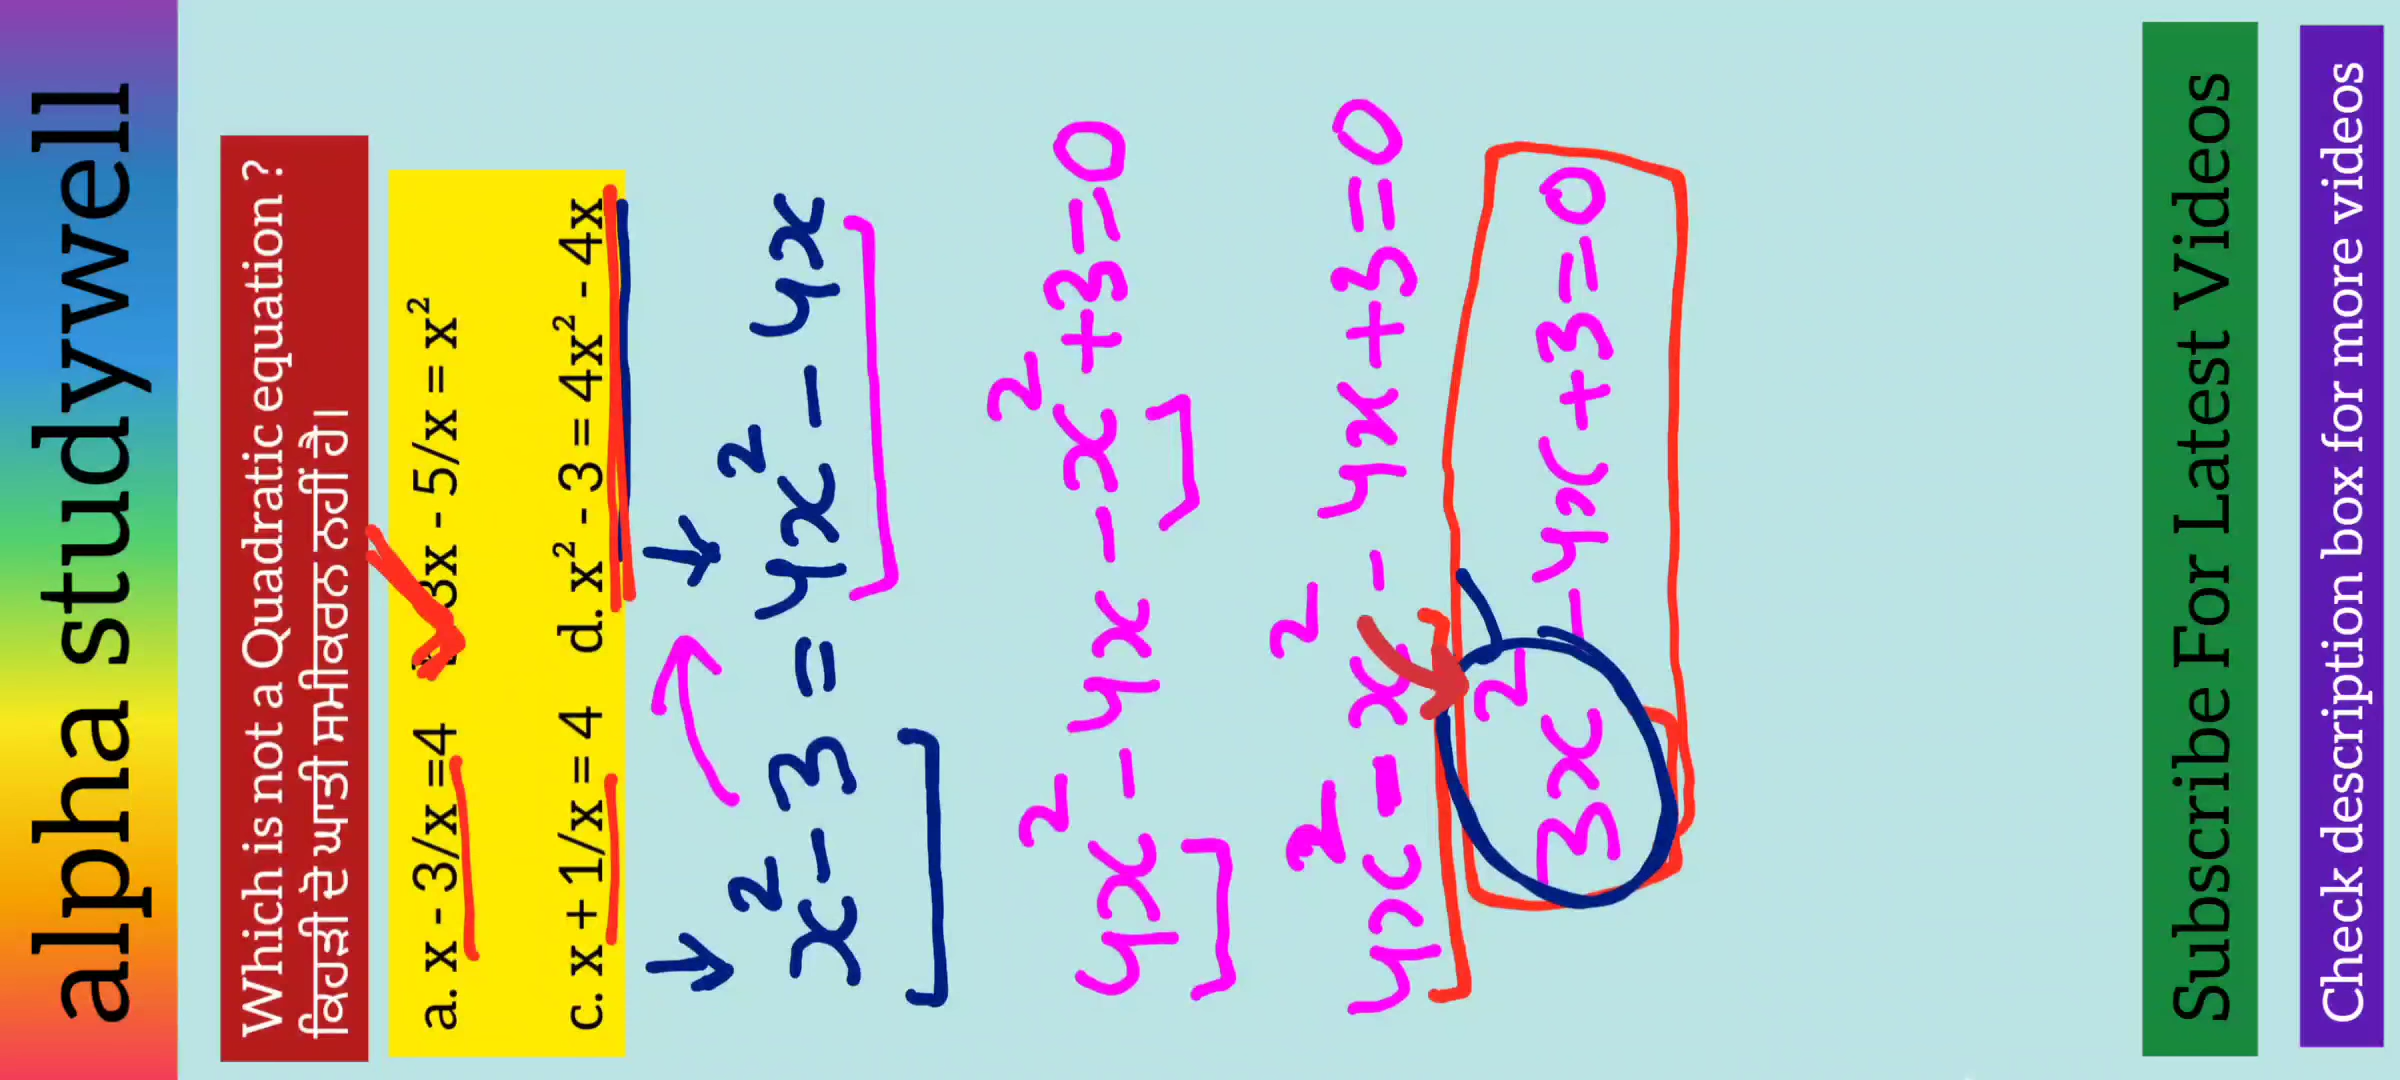 alpha studywell
Which is not a Quadratic equation ?
ਕਿਹੜੀ ਦੋ ਘਾਤੀ ਸਮੀਕਰਨ ਨਹੀਂ ਹੈ।
a. x - 3/x =4 3x - 5/x = x²
c. x + 1/x = 4 d. x² - 3 = 4x² - 4x
x² - 3 = 4x² - 4x
4x² - 4x - x² + 3 = 0
4x² - x² - 4x + 3 = 0
3x² - 4x + 3 = 0
Subscribe For Latest Videos
Check description box for more videos